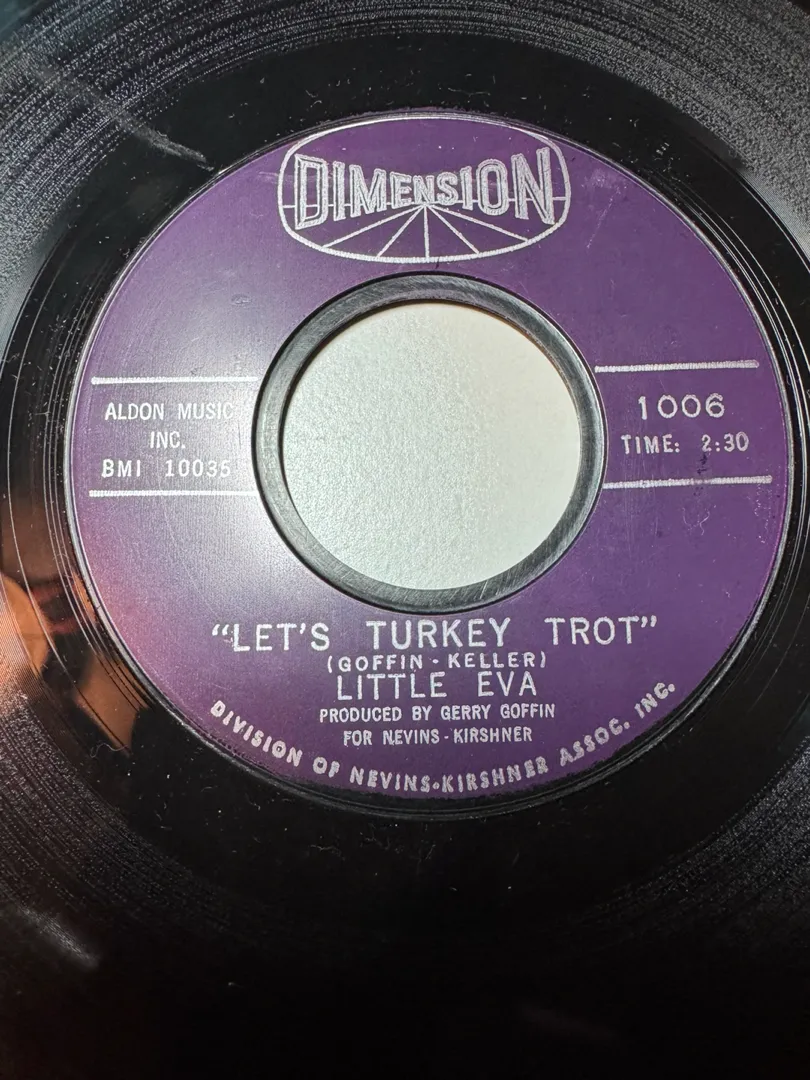 DIMENSION
ALDON MUSIC
INC.
BMI 10035
1006
TIME: 2:30
"LET'S TURKEY TROT"
(GOFFIN - KELLER)
LITTLE EVA
PRODUCED BY GERRY GOFFIN
FOR NEVINS - KIRSHNER
DIVISION OF NEVINS-KIRSHNER ASSOC. INC.